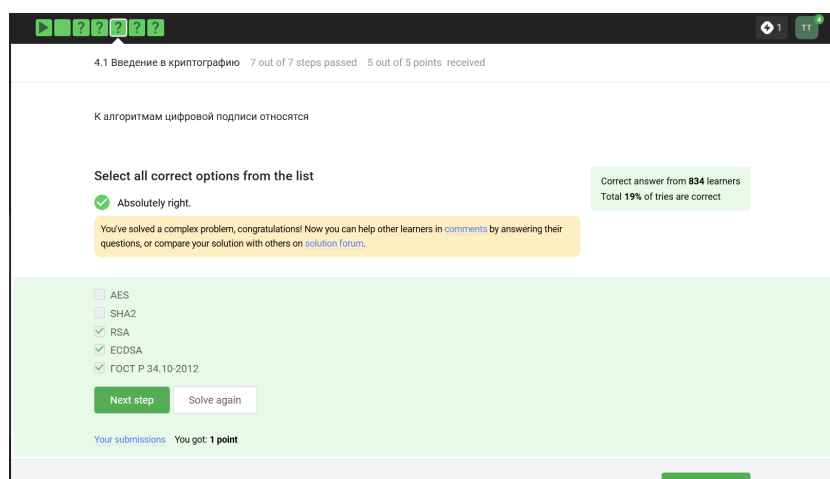 ? ? ? ? ?
1
TT
4
4.1 Введение в криптографию 7 out of 7 steps passed 5 out of 5 points received
К алгоритмам цифровой подписи относятся
Select all correct options from the list
Absolutely right.
You've solved a complex problem, congratulations! Now you can help other learners in comments by answering their
questions, or compare your solution with others on solution forum.
Correct answer from 834 learners
Total 19% of tries are correct
AES
SHA2
RSA
ECDSA
ГОСТ Р 34.10-2012
Next step
Solve again
Your submissions You got: 1 point